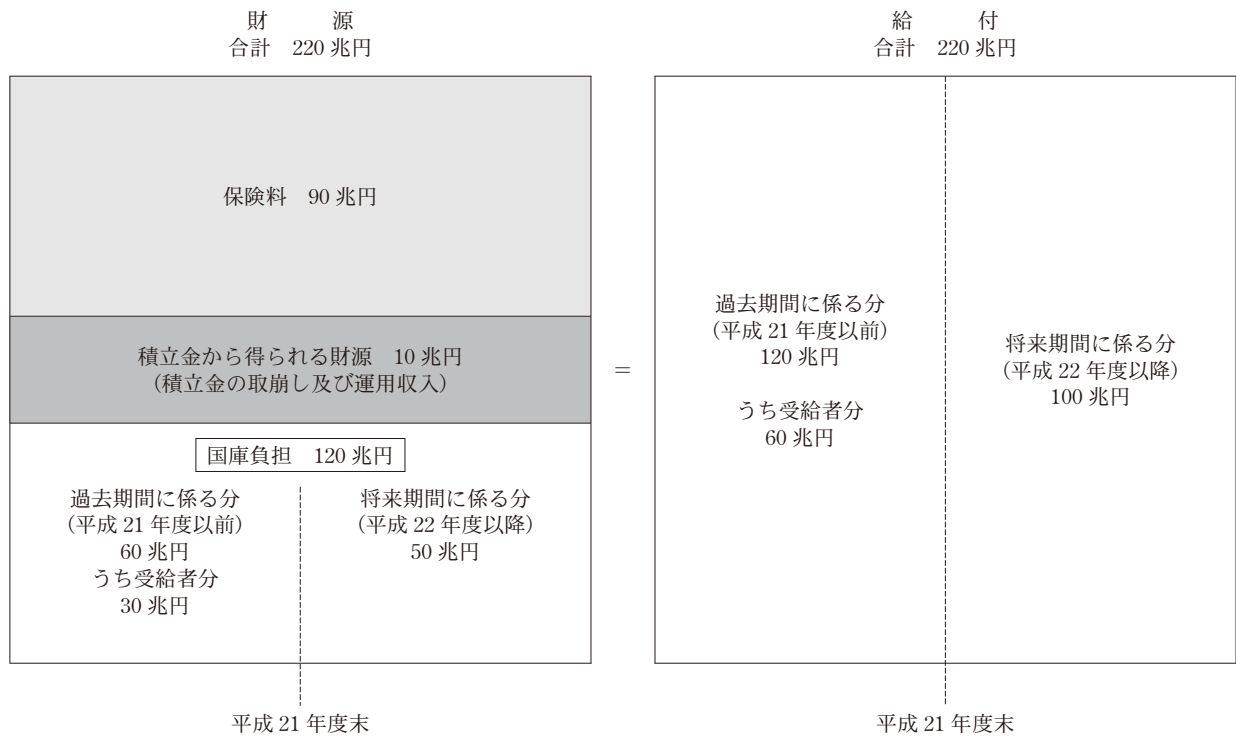 財　源
合計　220 兆円
保険料　90 兆円
積立金から得られる財源　10 兆円
（積立金の取崩し及び運用収入）
国庫負担　120 兆円
過去期間に係る分
（平成 21 年度以前）
60 兆円
うち受給者分
30 兆円
将来期間に係る分
（平成 22 年度以降）
50 兆円
平成 21 年度末
＝
給　付
合計　220 兆円
過去期間に係る分
（平成 21 年度以前）
120 兆円
うち受給者分
60 兆円
将来期間に係る分
（平成 22 年度以降）
100 兆円
平成 21 年度末